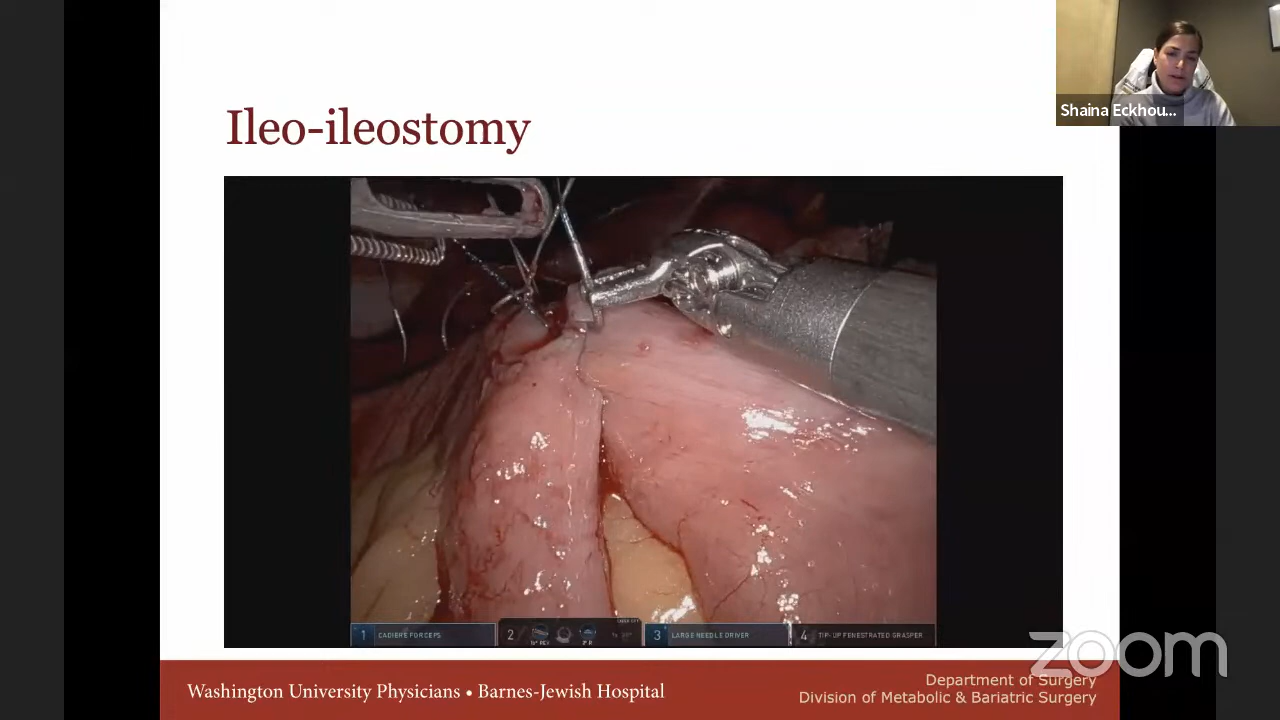 Shaina Eckhou...
Ileo-ileostomy
1 CADIERE FORCEPS
2
3 LARGE NEEDLE DRIVER
4 TIP-UP FENESTRATED GRASPER
zoom
Washington University Physicians • Barnes-Jewish Hospital
Department of Surgery
Division of Metabolic & Bariatric Surgery